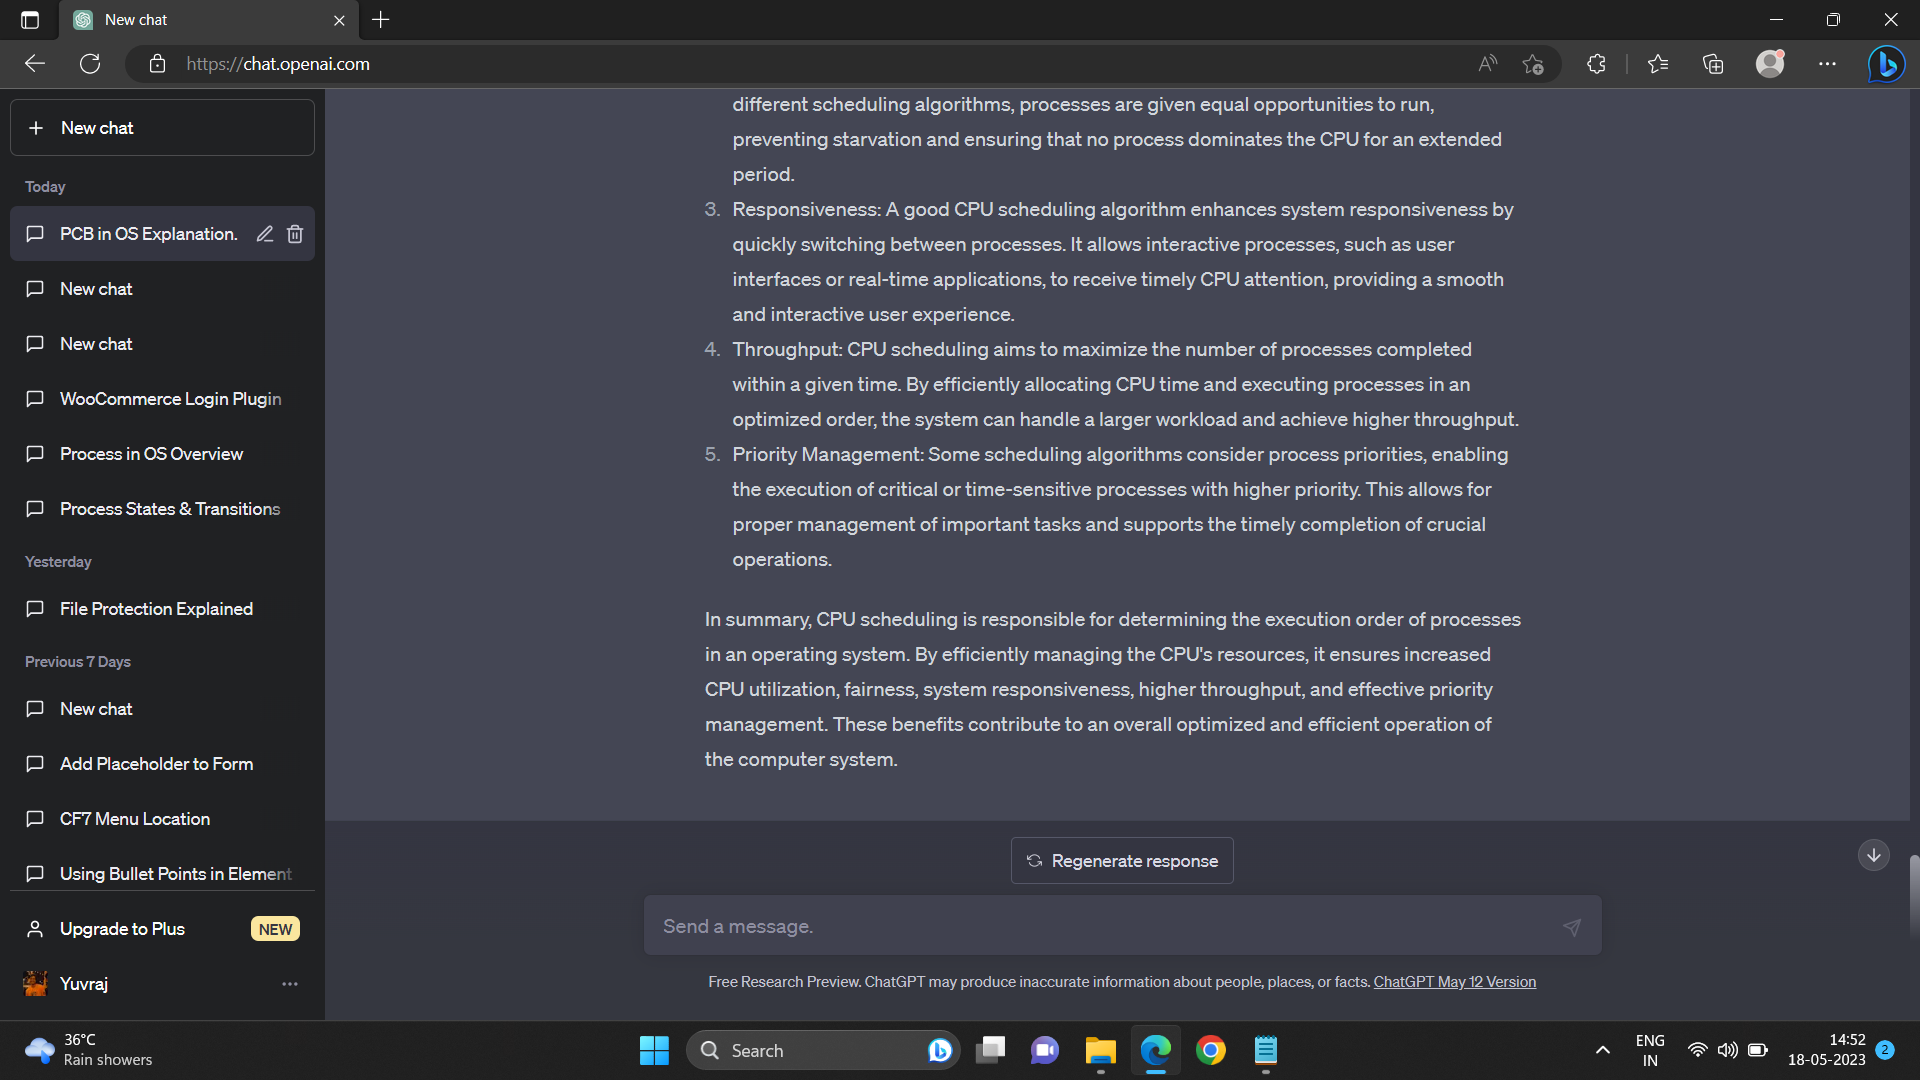 New chat
https://chat.openai.com
New chat
Today
PCB in OS Explanation.
New chat
New chat
WooCommerce Login Plugin
Process in OS Overview
Process States & Transitions
Yesterday
File Protection Explained
Previous 7 Days
New chat
Add Placeholder to Form
CF7 Menu Location
Using Bullet Points in Element
Upgrade to Plus NEW
Yuvraj
different scheduling algorithms, processes are given equal opportunities to run,
preventing starvation and ensuring that no process dominates the CPU for an extended
period.
3. Responsiveness: A good CPU scheduling algorithm enhances system responsiveness by
quickly switching between processes. It allows interactive processes, such as user
interfaces or real-time applications, to receive timely CPU attention, providing a smooth
and interactive user experience.
4. Throughput: CPU scheduling aims to maximize the number of processes completed
within a given time. By efficiently allocating CPU time and executing processes in an
optimized order, the system can handle a larger workload and achieve higher throughput.
5. Priority Management: Some scheduling algorithms consider process priorities, enabling
the execution of critical or time-sensitive processes with higher priority. This allows for
proper management of important tasks and supports the timely completion of crucial
operations.
In summary, CPU scheduling is responsible for determining the execution order of processes
in an operating system. By efficiently managing the CPU's resources, it ensures increased
CPU utilization, fairness, system responsiveness, higher throughput, and effective priority
management. These benefits contribute to an overall optimized and efficient operation of
the computer system.
Regenerate response
Send a message.
Free Research Preview. ChatGPT may produce inaccurate information about people, places, or facts. ChatGPT May 12 Version
36°C
Rain showers
Search
ENG
IN
14:52
18-05-2023
2